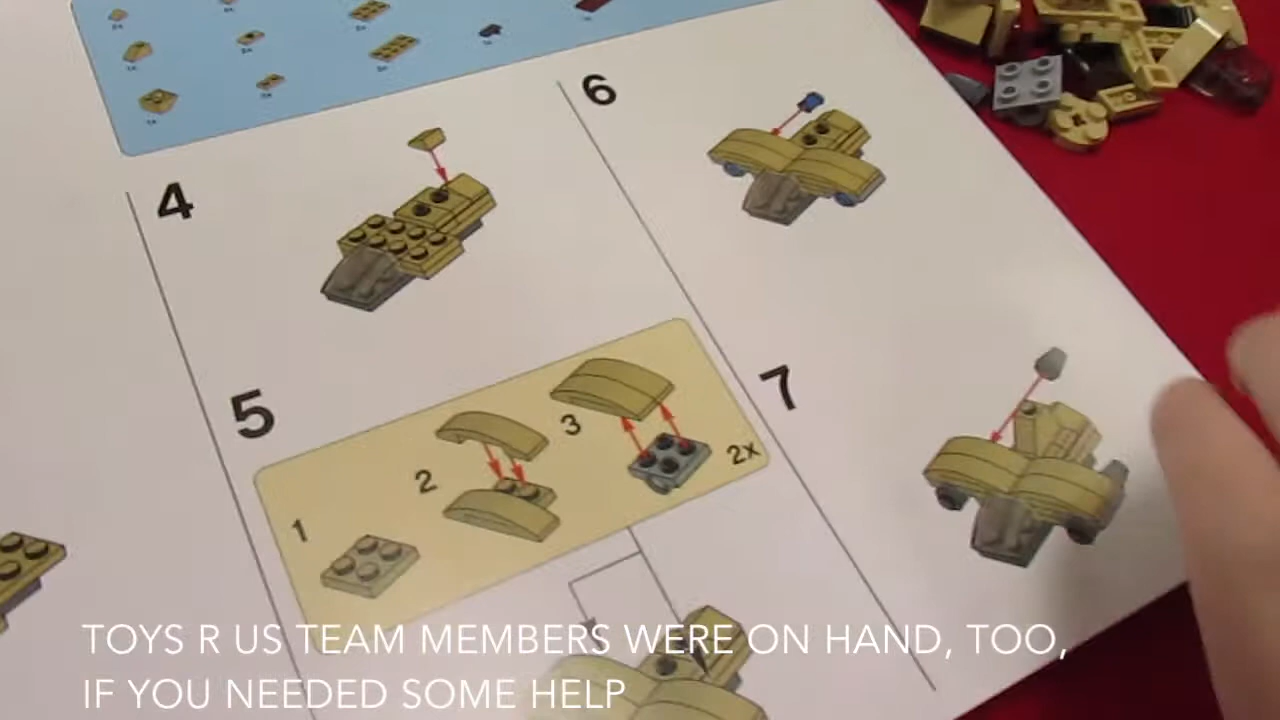 6
4
5
7
3
2
2x
1
TOYS R US TEAM MEMBERS WERE ON HAND, TOO,
IF YOU NEEDED SOME HELP